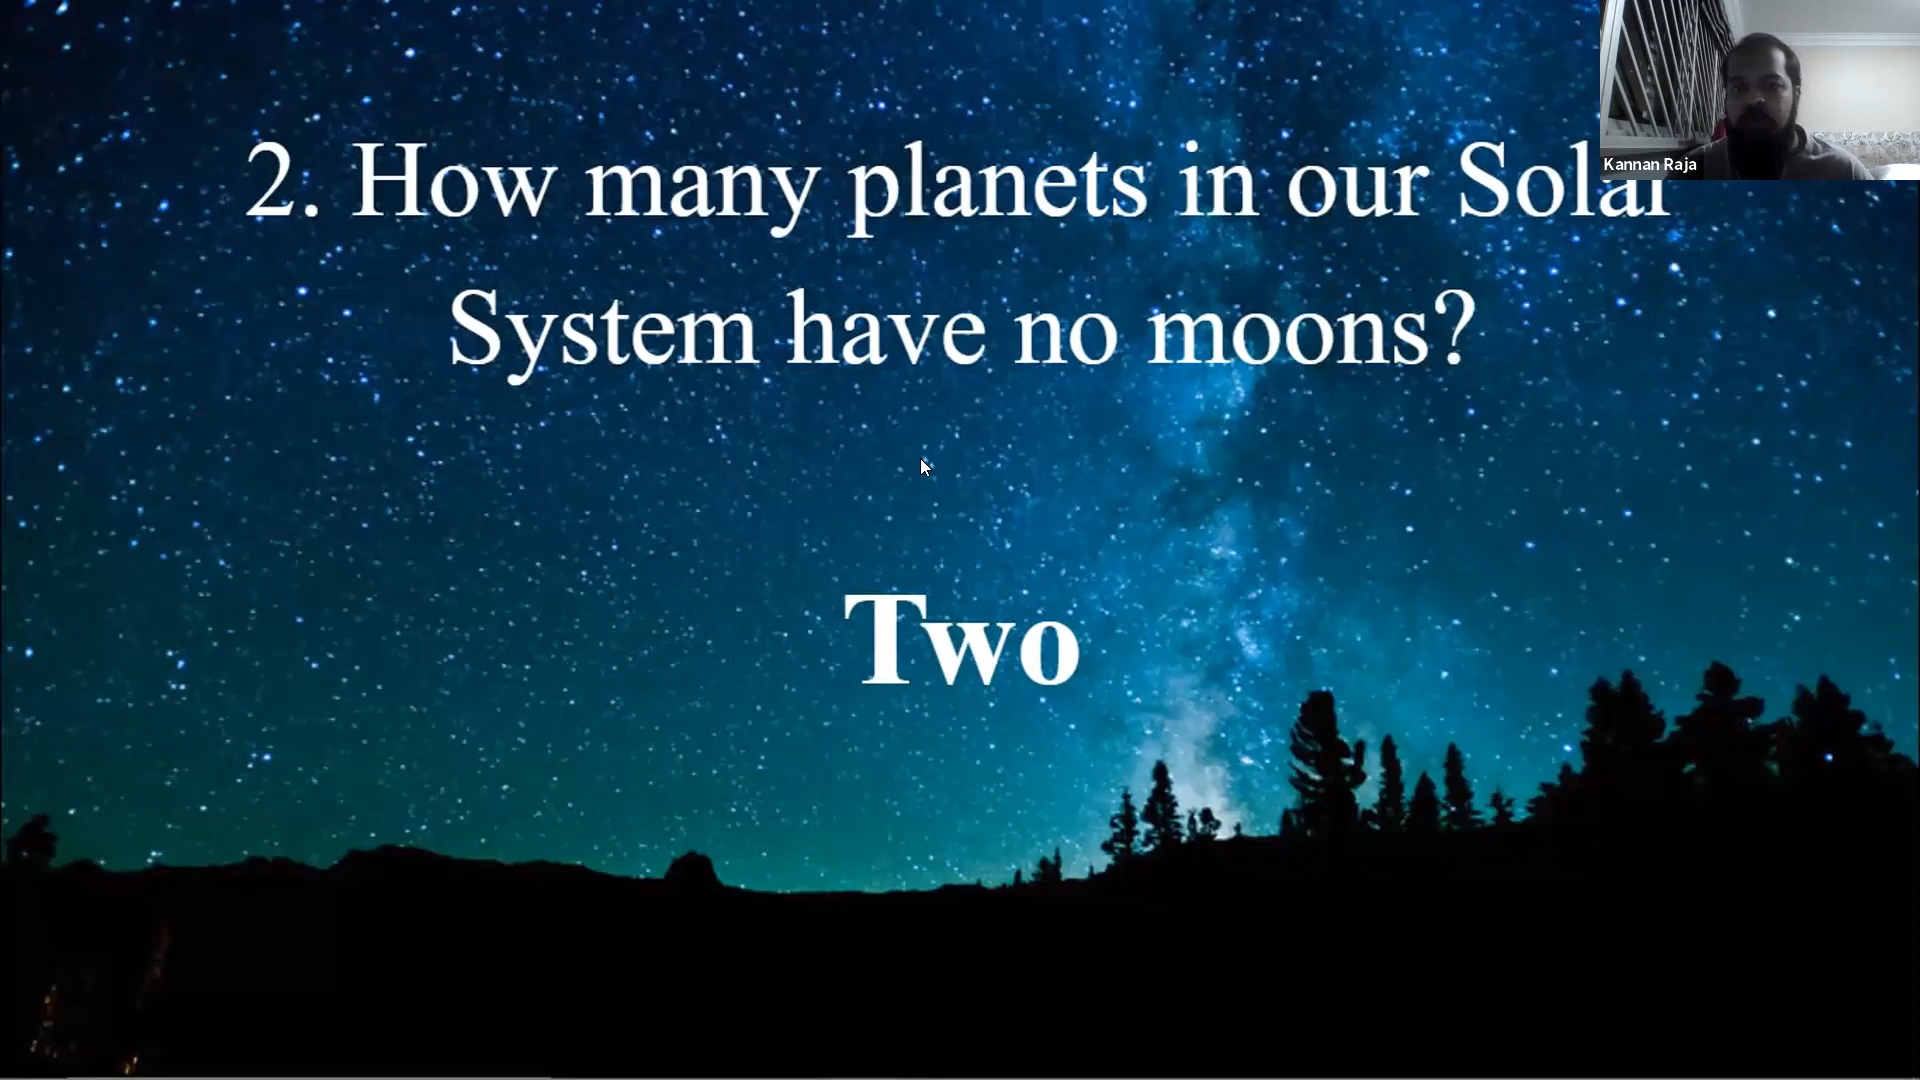 2. How many planets in our Solar
System have no moons?
Two
Kannan Raja